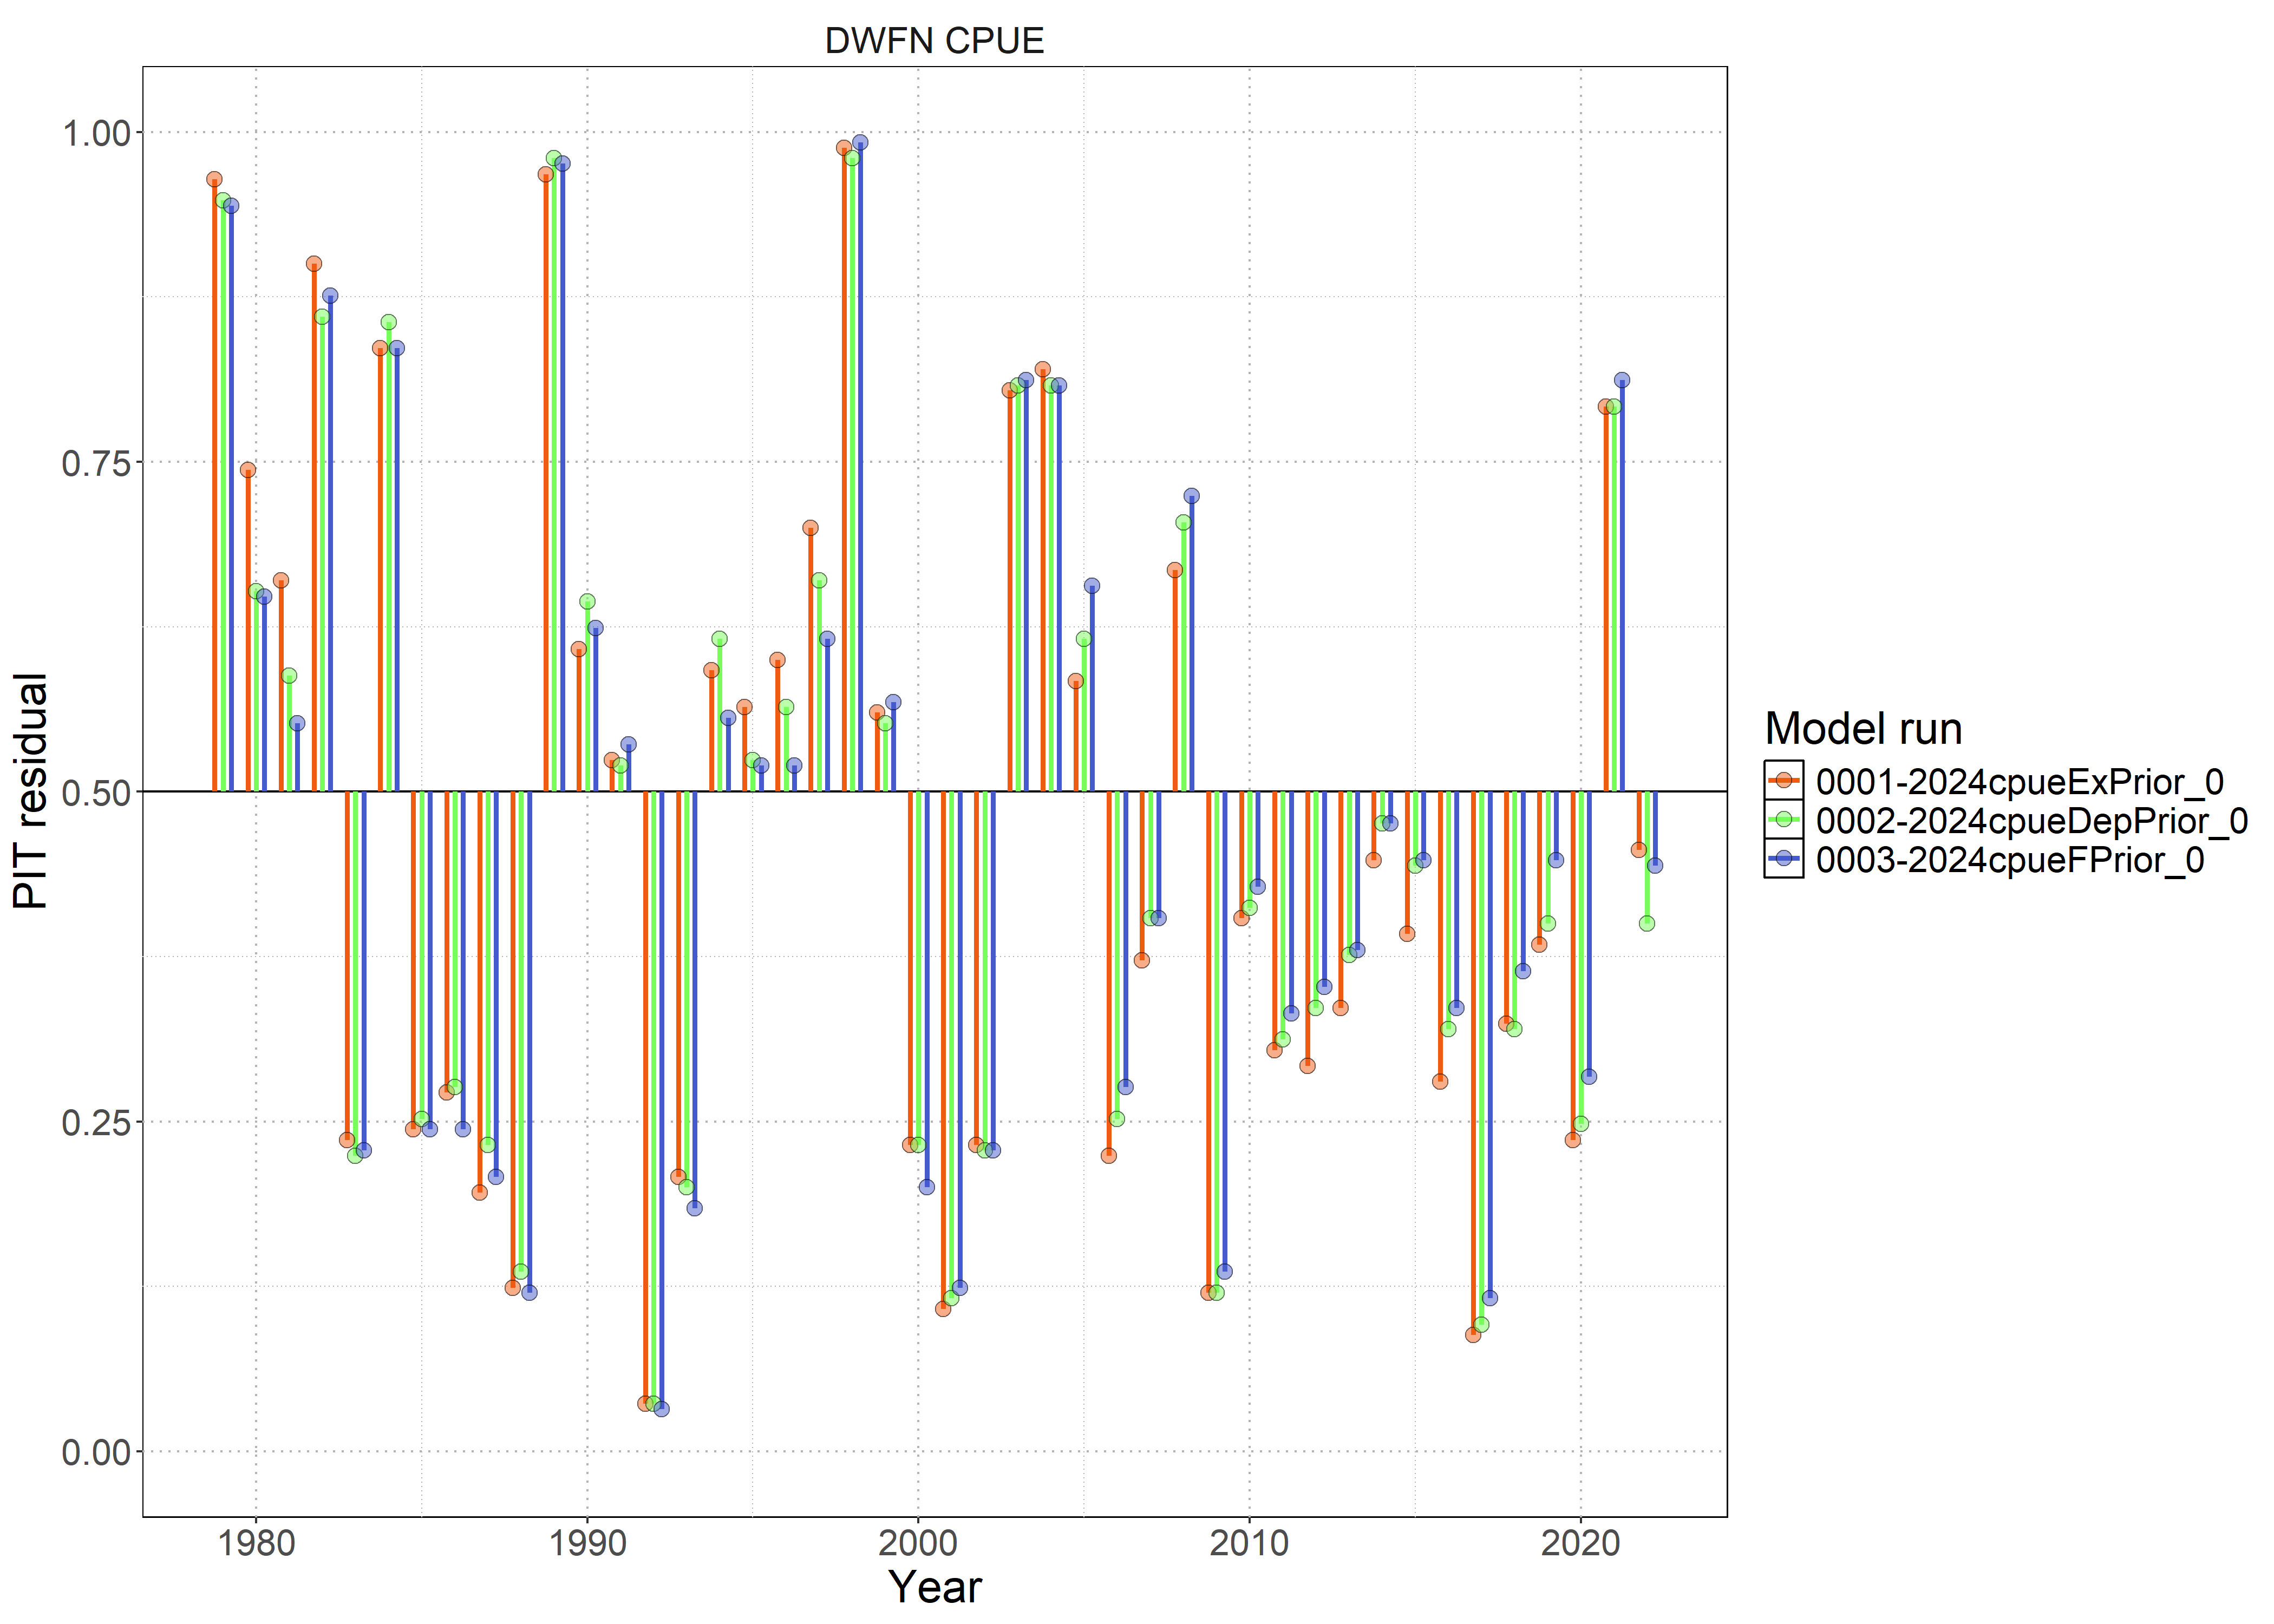 DWFN CPUE
1.00
0.75
0.50
0.25
0.00
PIT residual
1980 1990 2000 2010 2020
Year
Model run
0001-2024cpueExPrior_0
0002-2024cpueDepPrior_0
0003-2024cpueFPrior_0